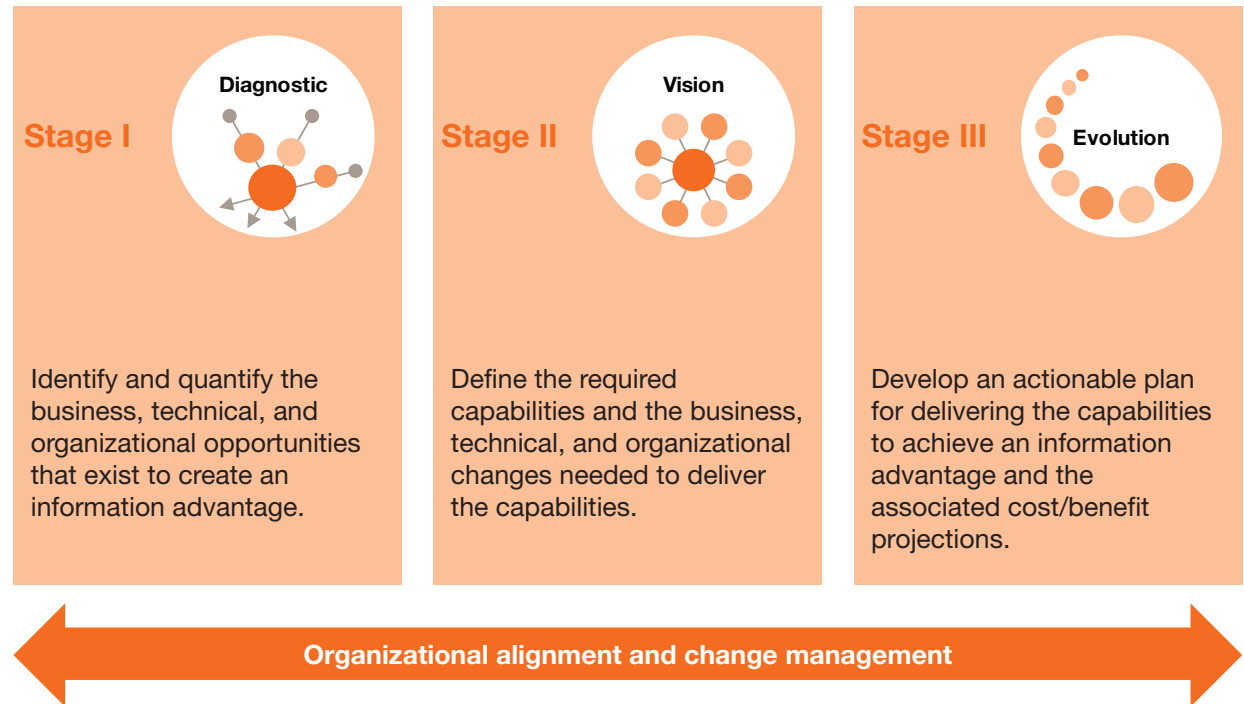 Stage I
Diagnostic
Identify and quantify the
business, technical, and
organizational opportunities
that exist to create an
information advantage.
Stage II
Vision
Define the required
capabilities and the business,
technical, and organizational
changes needed to deliver
the capabilities.
Stage III
Evolution
Develop an actionable plan
for delivering the capabilities
to achieve an information
advantage and the
associated cost/benefit
projections.
Organizational alignment and change management